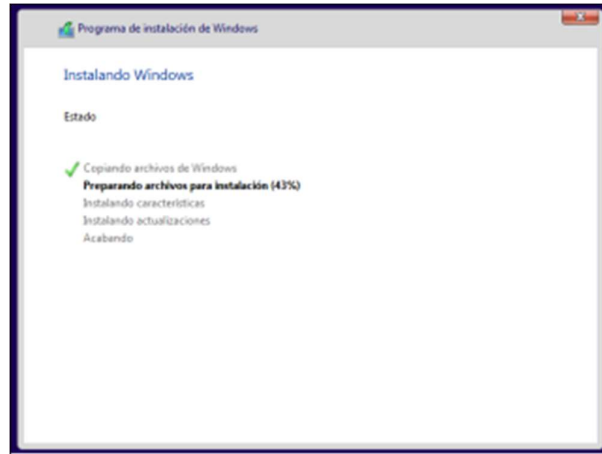 Programa de instalación de Windows
Instalando Windows
Estado
Copiando archivos de Windows
Preparando archivos para instalación (43%)
Instalando características
Instalando actualizaciones
Acabando